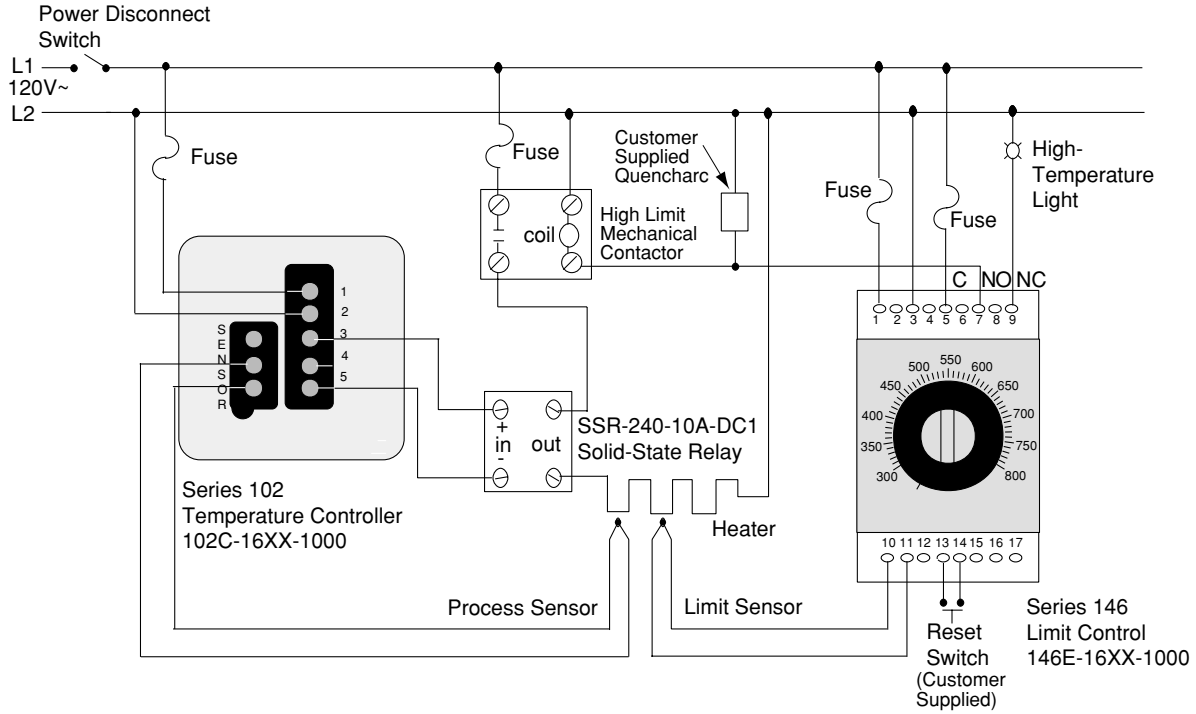 Power Disconnect
Switch
L1
120V~
L2
Fuse
Fuse
Customer
Supplied
Quencharc
Fuse
Fuse
High-
Temperature
Light
coil
High Limit
Mechanical
Contactor
C NO NC
1 2 3 4 5 6 7 8 9
SENSOR
1
2
3
4
5
300
350
400
450
500
550
600
650
700
750
800
+
in
-
out
SSR-240-10A-DC1
Solid-State Relay
Heater
Series 102
Temperature Controller
102C-16XX-1000
10 11 12 13 14 15 16 17
Process Sensor
Limit Sensor
Reset
Switch
(Customer
Supplied)
Series 146
Limit Control
146E-16XX-1000